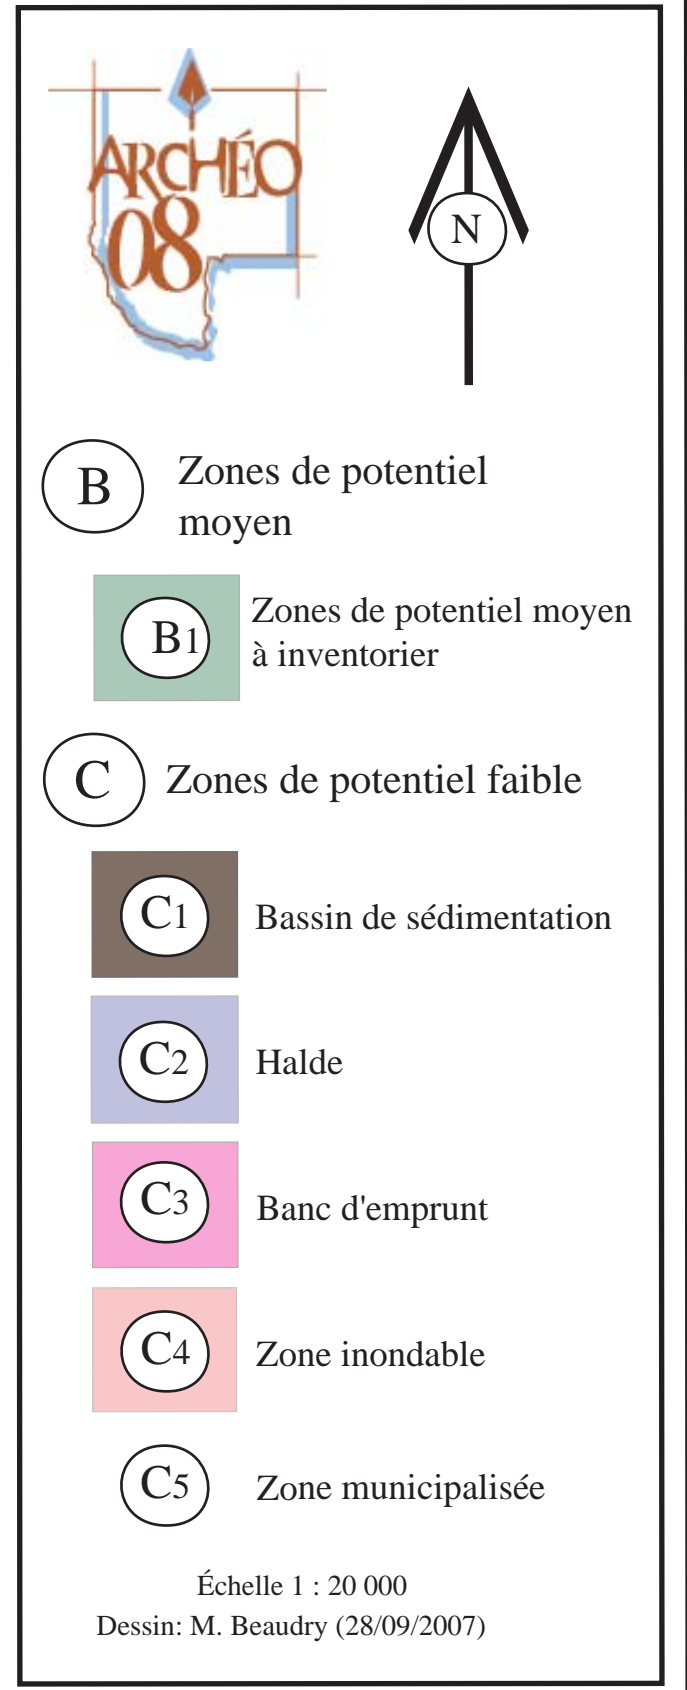 ARCHÉO
08
N
B Zones de potentiel
moyen
B1 Zones de potentiel moyen
à inventorier
C Zones de potentiel faible
C1 Bassin de sédimentation
C2 Halde
C3 Banc d'emprunt
C4 Zone inondable
C5 Zone municipalisée
Échelle 1 : 20 000
Dessin: M. Beaudry (28/09/2007)